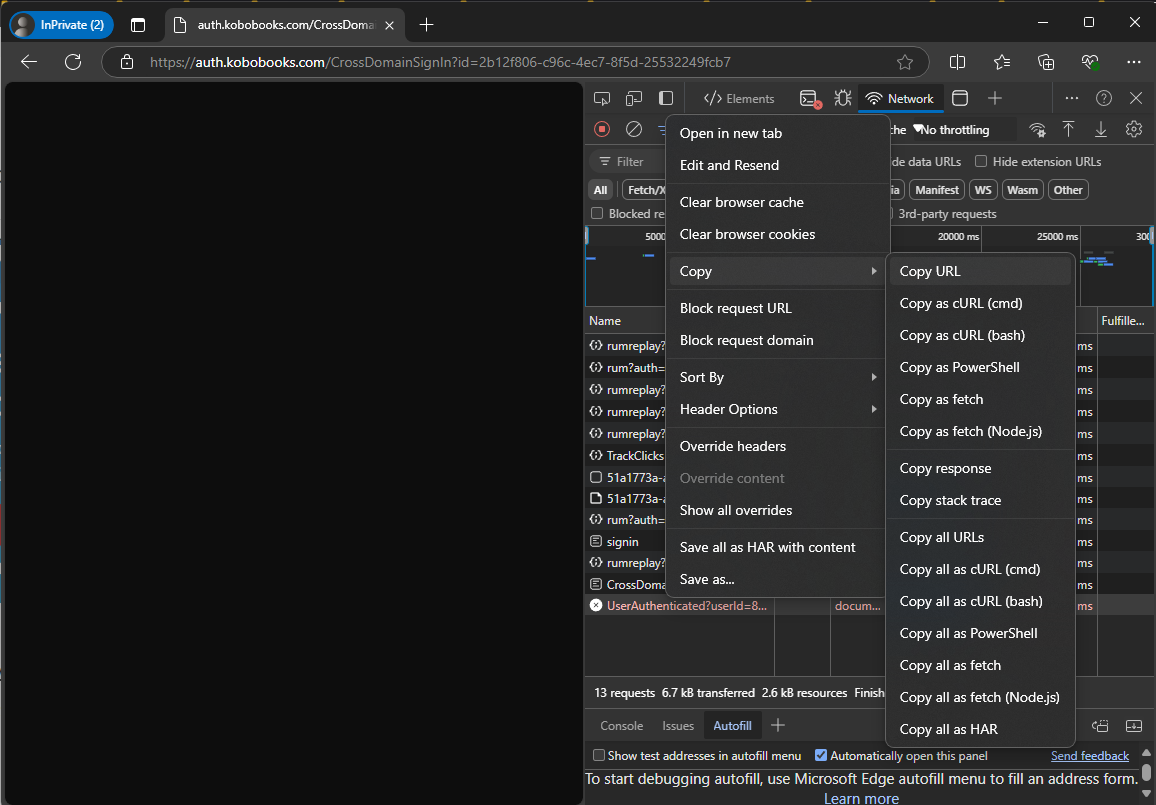 InPrivate (2)
auth.kobobooks.com/CrossDoma
https://auth.kobobooks.com/CrossDomainSignIn?id=2b12f806-c96c-4ec7-8f5d-25532249fcb7
Elements
Network
che
No throttling
Filter
de data URLs
Hide extension URLs
All
Fetch/X
ia
Manifest
WS
Wasm
Other
Blocked re
3rd-party requests
5000
20000 ms
25000 ms
300
Name
Fulfille...
rumreplay?
ms
rum?auth=
ms
rumreplay?
ms
rumreplay?
ms
rumreplay?
ms
TrackClicks
ms
51a1773a-a
ms
51a1773a-a
ms
rum?auth=
ms
signin
ms
rumreplay?
ms
CrossDoma
ms
UserAuthenticated?userId=8...
docum...
ms
Open in new tab
Edit and Resend
Clear browser cache
Clear browser cookies
Copy
Block request URL
Block request domain
Sort By
Header Options
Override headers
Override content
Show all overrides
Save all as HAR with content
Save as...
Copy URL
Copy as cURL (cmd)
Copy as cURL (bash)
Copy as PowerShell
Copy as fetch
Copy as fetch (Node.js)
Copy response
Copy stack trace
Copy all URLs
Copy all as cURL (cmd)
Copy all as cURL (bash)
Copy all as PowerShell
Copy all as fetch
Copy all as fetch (Node.js)
Copy all as HAR
13 requests 6.7 kB transferred 2.6 kB resources Finish
Console
Issues
Autofill
Show test addresses in autofill menu
Automatically open this panel
Send feedback
To start debugging autofill, use Microsoft Edge autofill menu to fill an address form.
Learn more